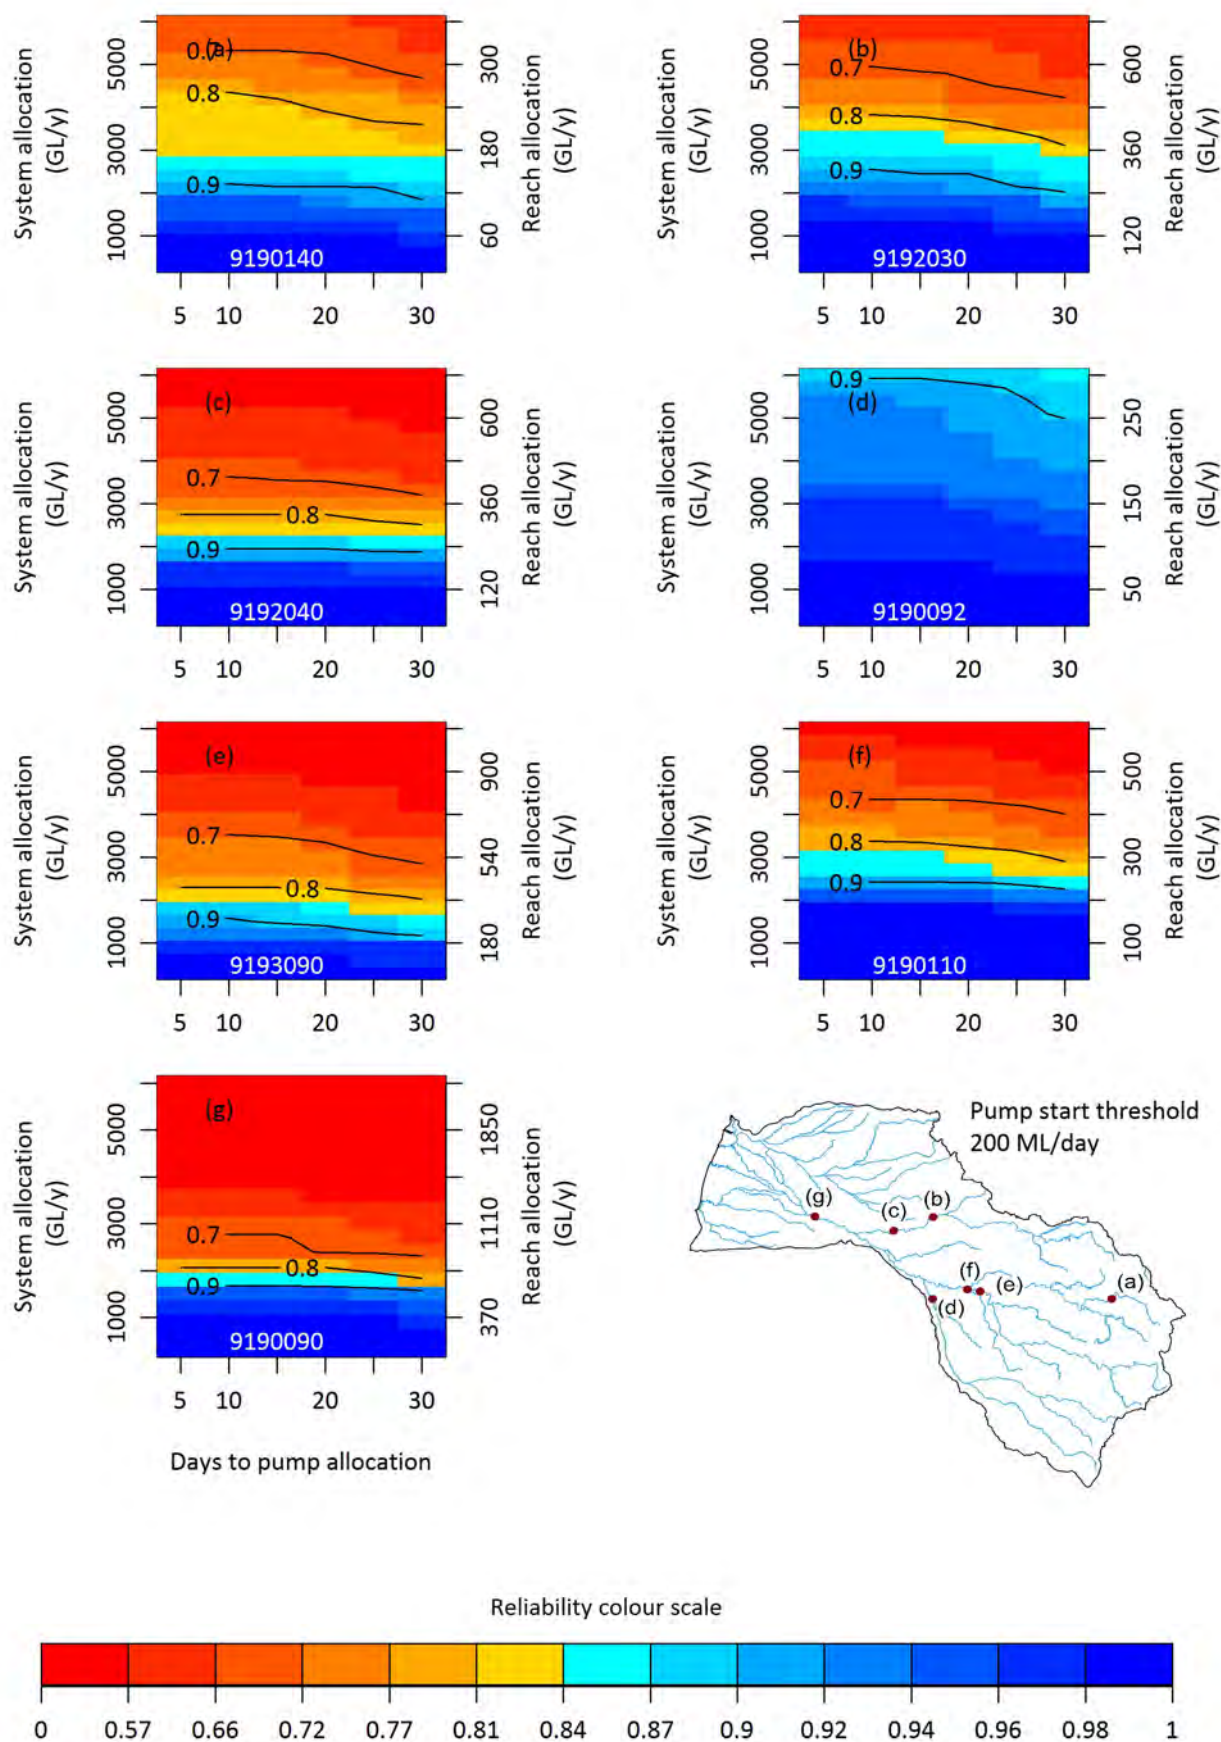 System allocation
(GL/y)
1000
3000
5000
(a)
0.7
0.8
0.9
9190140
60
180
300
Reach allocation
(GL/y)
5 10 20 30
System allocation
(GL/y)
1000
3000
5000
(b)
0.7
0.8
0.9
9192030
120
360
600
Reach allocation
(GL/y)
5 10 20 30
System allocation
(GL/y)
1000
3000
5000
(c)
0.7
0.8
0.9
9192040
120
360
600
Reach allocation
(GL/y)
5 10 20 30
System allocation
(GL/y)
1000
3000
5000
0.9
(d)
9190092
50
150
250
Reach allocation
(GL/y)
5 10 20 30
System allocation
(GL/y)
1000
3000
5000
(e)
0.7
0.8
0.9
9193090
180
540
900
Reach allocation
(GL/y)
5 10 20 30
System allocation
(GL/y)
1000
3000
5000
(f)
0.7
0.8
0.9
9190110
100
300
500
Reach allocation
(GL/y)
5 10 20 30
System allocation
(GL/y)
1000
3000
5000
(g)
0.7
0.8
0.9
9190090
370
1110
1850
Reach allocation
(GL/y)
5 10 20 30
Days to pump allocation
Pump start threshold
200 ML/day
(g)
(c)
(b)
(f)
(e)
(a)
(d)
Reliability colour scale
0 0.57 0.66 0.72 0.77 0.81 0.84 0.87 0.9 0.92 0.94 0.96 0.98 1